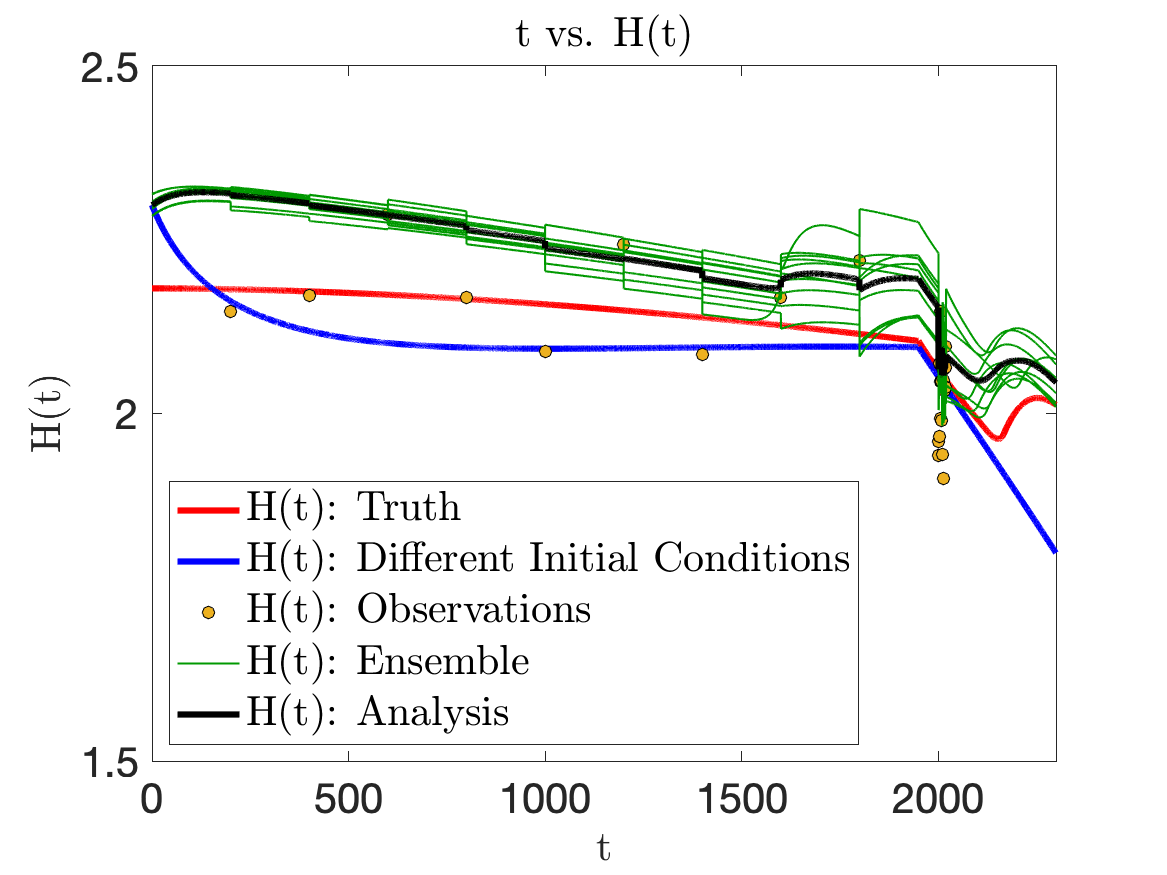 t vs. H(t)
2.5
2
1.5
H(t)
H(t): Truth
H(t): Different Initial Conditions
H(t): Observations
H(t): Ensemble
H(t): Analysis
0 500 1000 1500 2000
t